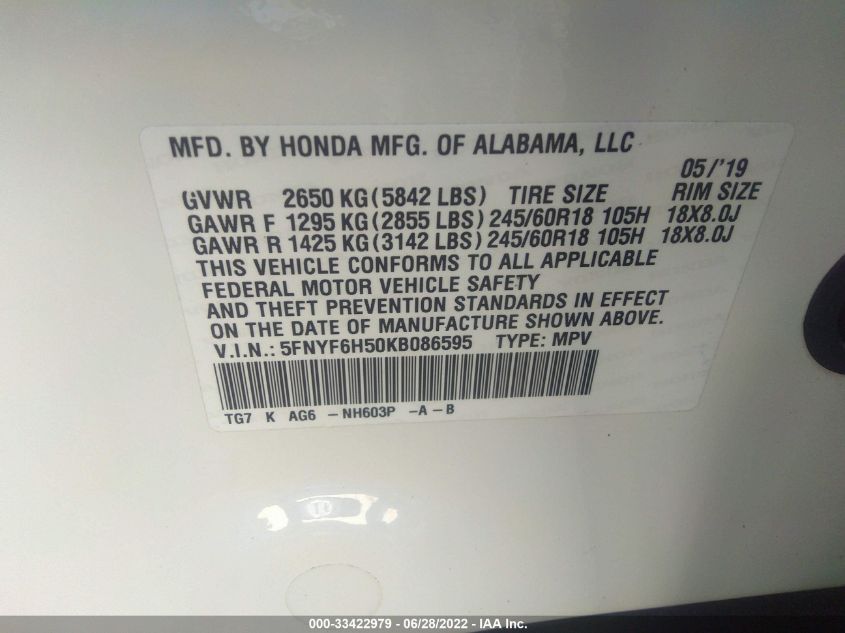 MFD. BY HONDA MFG. OF ALABAMA, LLC
05/'19
GVWR 2650 KG (5842 LBS) TIRE SIZE RIM SIZE
GAWR F 1295 KG (2855 LBS) 245/60R18 105H 18X8.0J
GAWR R 1425 KG (3142 LBS) 245/60R18 105H 18X8.0J
THIS VEHICLE CONFORMS TO ALL APPLICABLE
FEDERAL MOTOR VEHICLE SAFETY
AND THEFT PREVENTION STANDARDS IN EFFECT
ON THE DATE OF MANUFACTURE SHOWN ABOVE.
V.I.N.: 5FNYF6H50KB086595 TYPE: MPV
TG7 K AG6 - NH603P - A - B
000-33422979 06/28/2022 - IAA Inc.